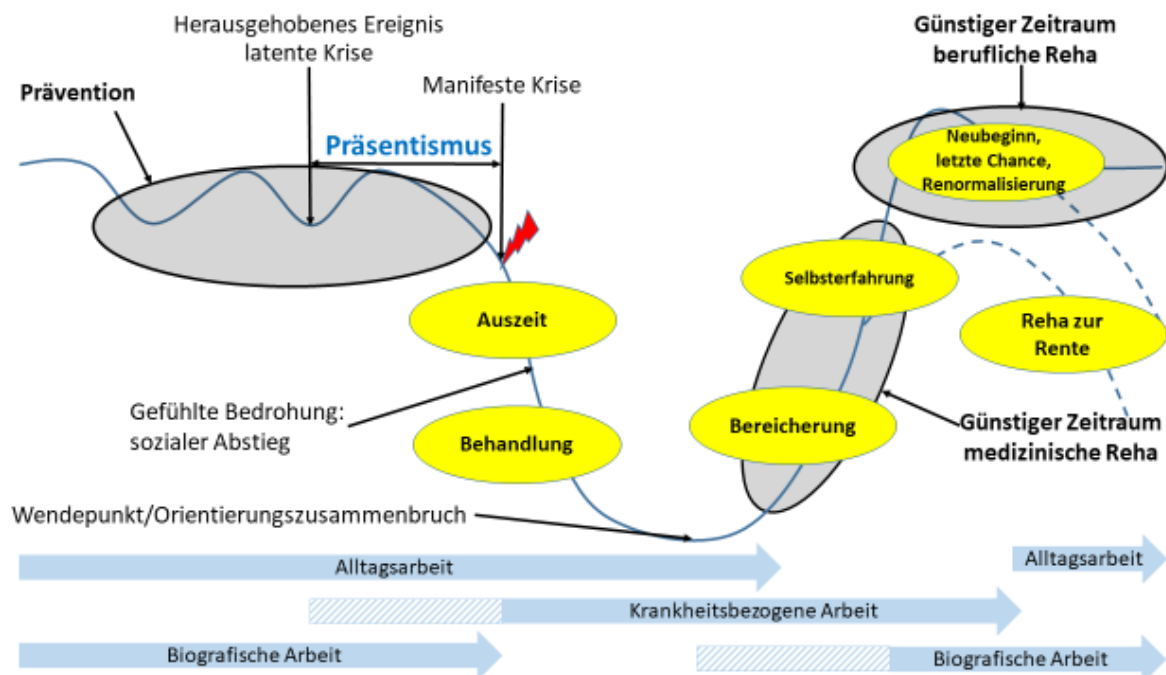 Herausgehobenes Ereignis
latente Krise
Günstiger Zeitraum
berufliche Reha
Prävention
Manifeste Krise
Präsentismus
Neubeginn,
letzte Chance,
Renormalisierung
Selbsterfahrung
Auszeit
Reha zur
Rente
Gefühlte Bedrohung:
sozialer Abstieg
Behandlung
Bereicherung
Günstiger Zeitraum
medizinische Reha
Wendepunkt/Orientierungszusammenbruch
Alltagsarbeit
Alltagsarbeit
Krankheitsbezogene Arbeit
Biografische Arbeit
Biografische Arbeit